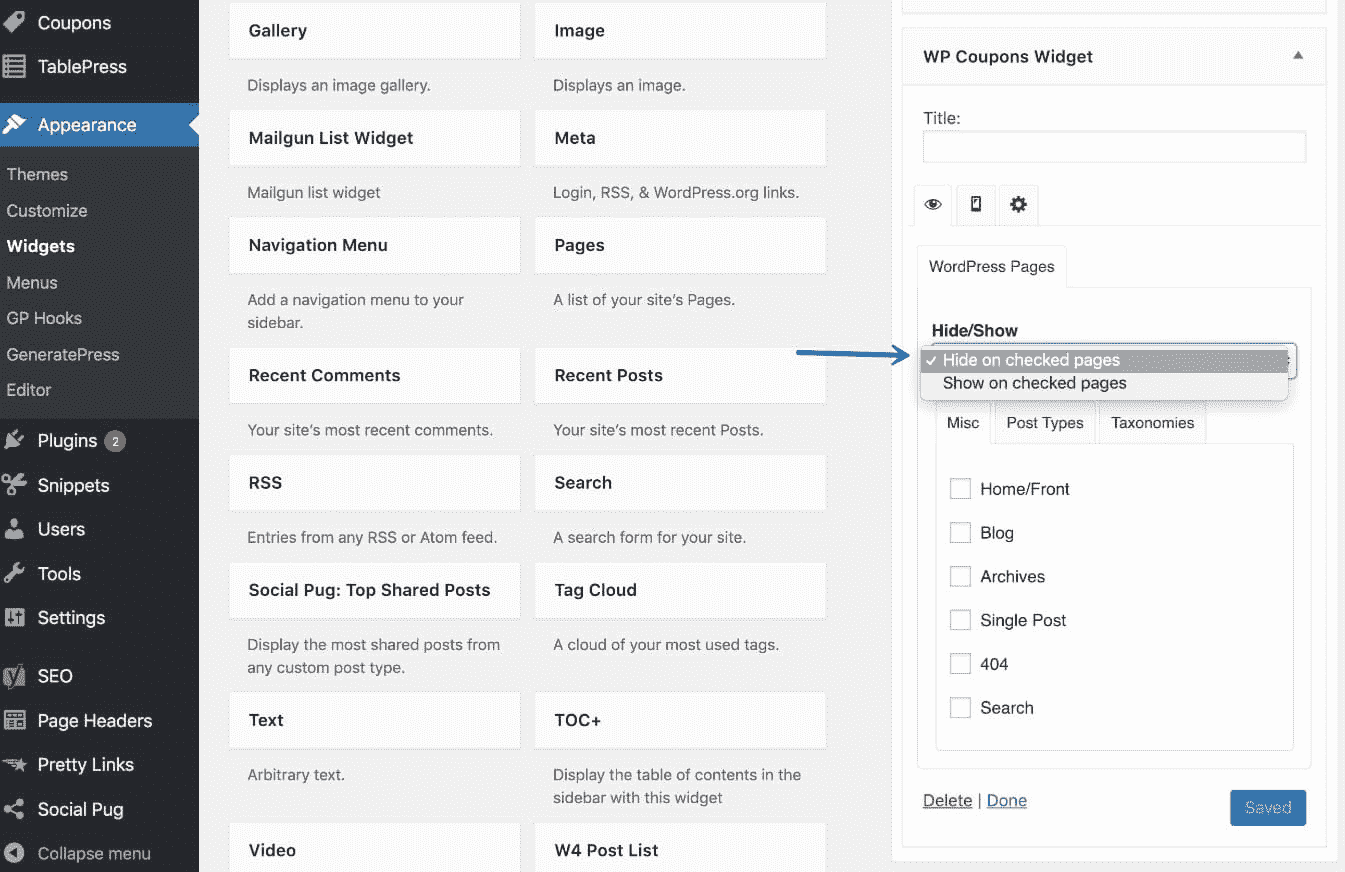 Coupons
TablePress
Appearance
Themes
Customize
Widgets
Menus
GP Hooks
GeneratePress
Editor
Plugins 2
Snippets
Users
Tools
Settings
SEO
Page Headers
Pretty Links
Social Pug
Collapse menu
Gallery
Displays an image gallery.
Image
Displays an image.
Mailgun List Widget
Mailgun list widget
Meta
Login, RSS, & WordPress.org links.
Navigation Menu
Add a navigation menu to your
sidebar.
Pages
A list of your site's Pages.
Recent Comments
Your site's most recent comments.
Recent Posts
Your site's most recent Posts.
RSS
Entries from any RSS or Atom feed.
Search
A search form for your site.
Social Pug: Top Shared Posts
Display the most shared posts from
any custom post type.
Tag Cloud
A cloud of your most used tags.
Text
Arbitrary text.
TOC+
Display the table of contents in the
sidebar with this widget
Video
W4 Post List
WP Coupons Widget
Title:
WordPress Pages
Hide/Show
✓ Hide on checked pages
Show on checked pages
Misc
Post Types
Taxonomies
Home/Front
Blog
Archives
Single Post
404
Search
Delete | Done
Saved